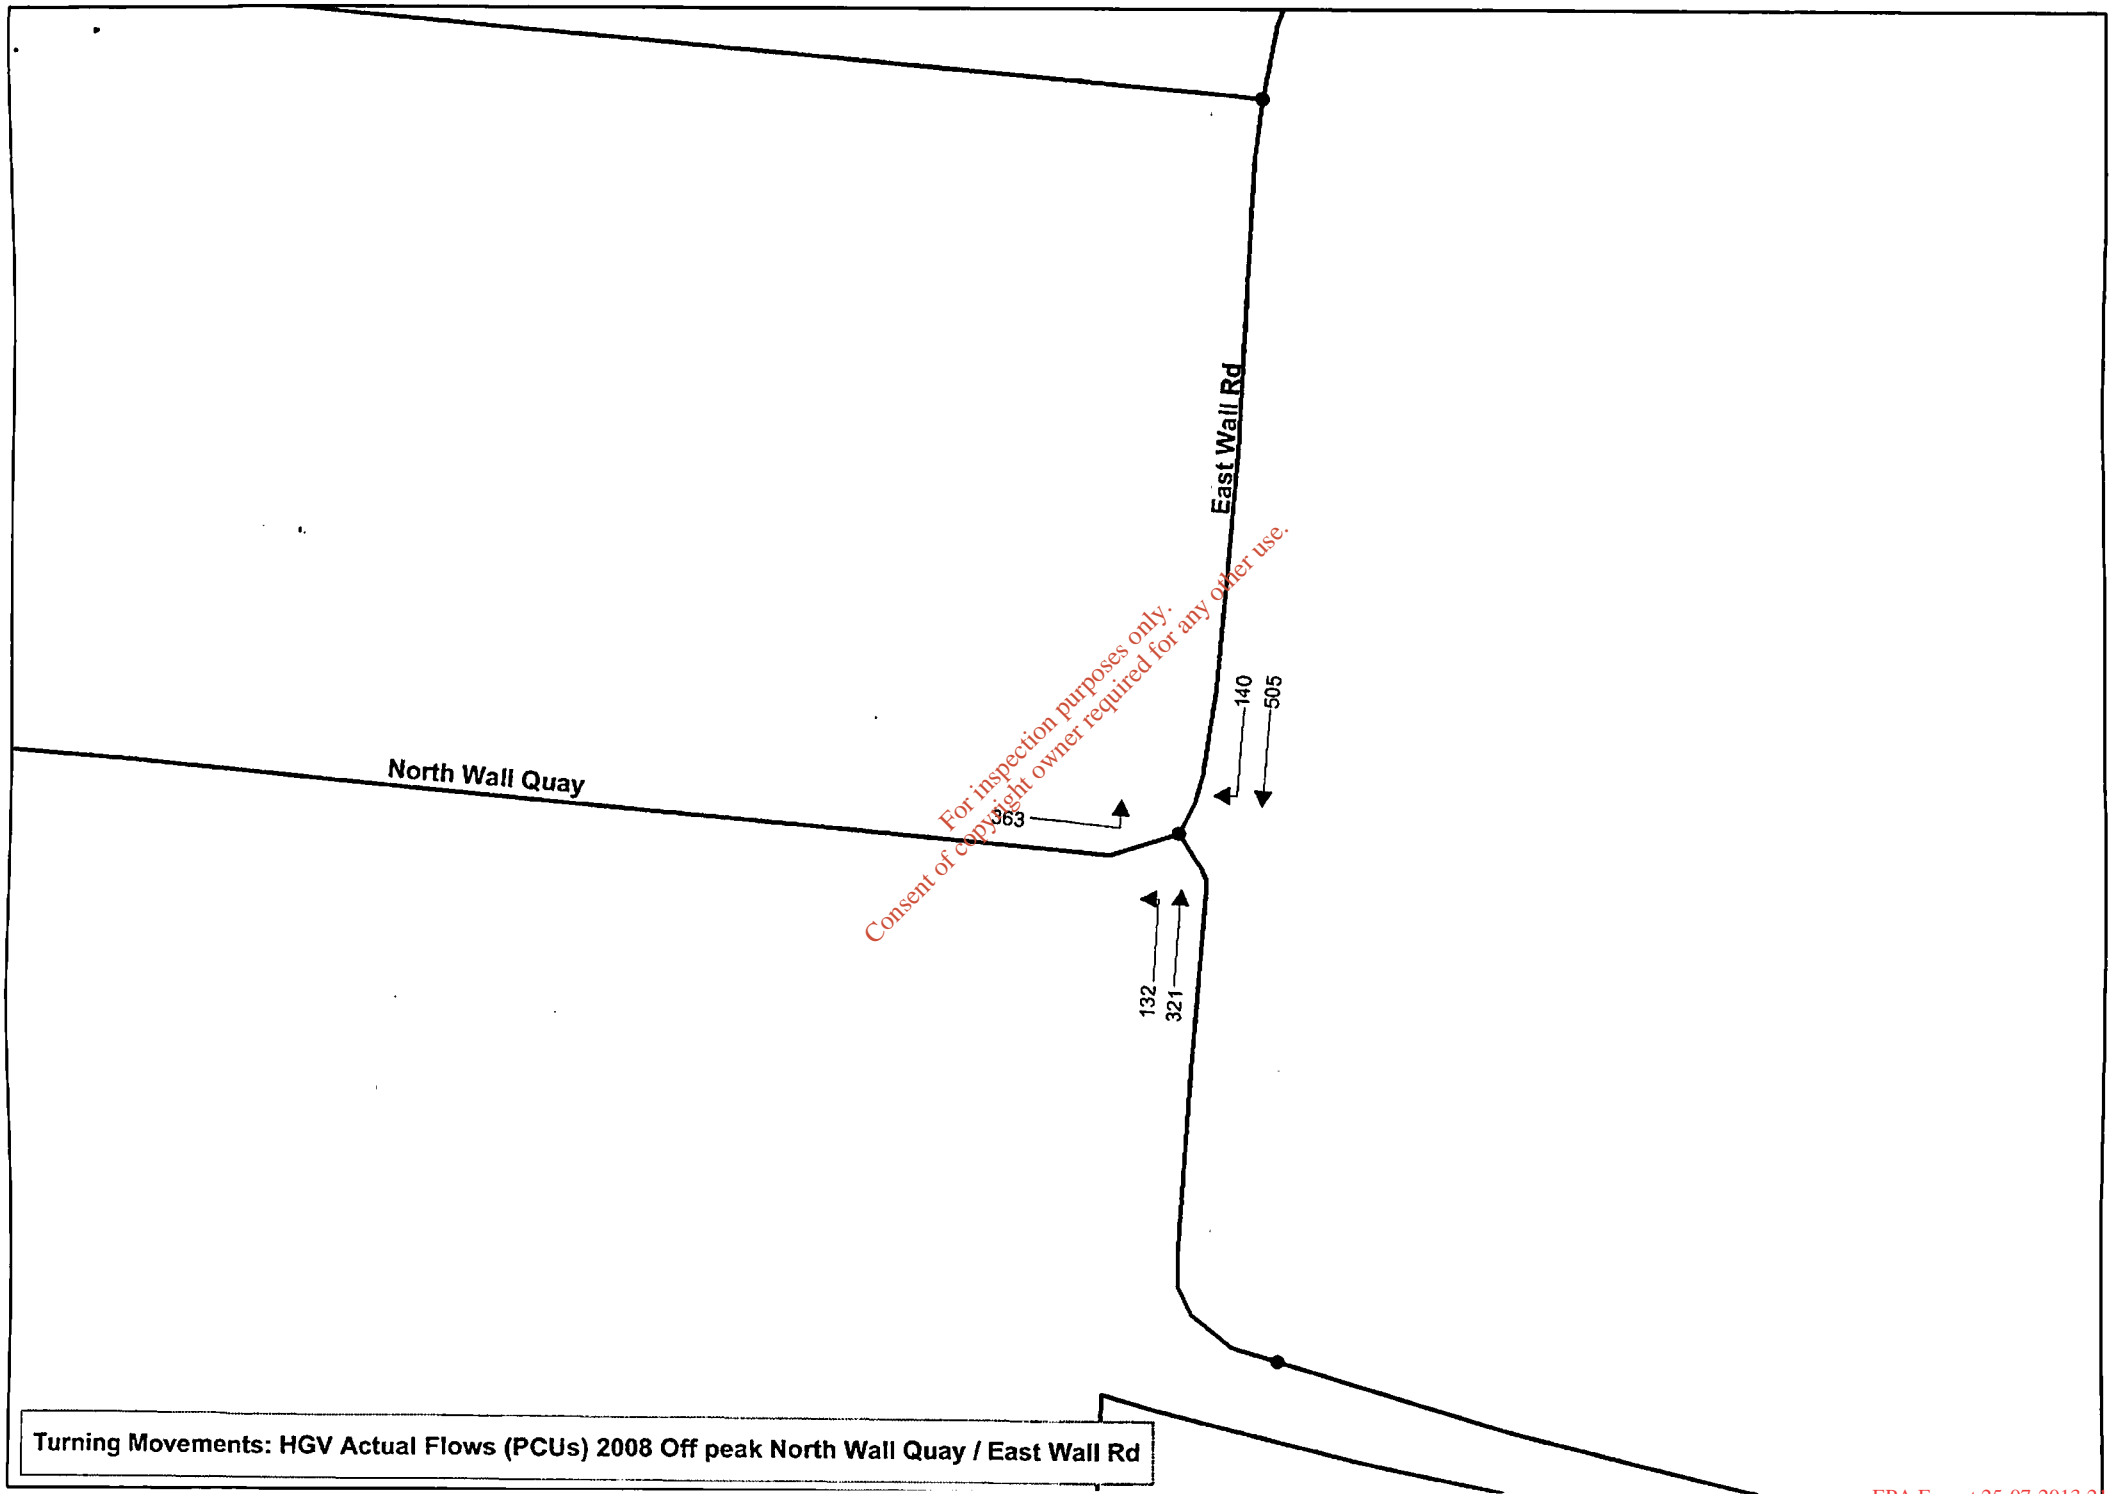 East Wall Rd
140
505
North Wall Quay
363
For inspection purposes only.
Consent of copyright owner required for any other use.
132
321
Turning Movements: HGV Actual Flows (PCUs) 2008 Off peak North Wall Quay / East Wall Rd